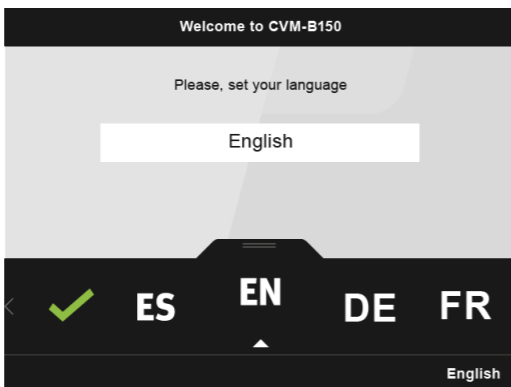 Welcome to CVM-B150
Please, set your language
English
ES EN DE FR
English